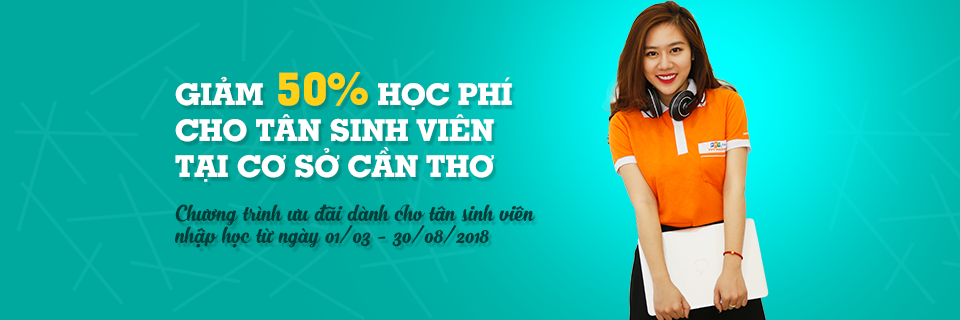 GIẢM 50% HỌC PHÍ
CHO TÂN SINH VIÊN
TẠI CƠ SỞ CẦN THƠ
Chương trình ưu đãi dành cho tân sinh viên
nhập học từ ngày 01/03 – 30/08/2018